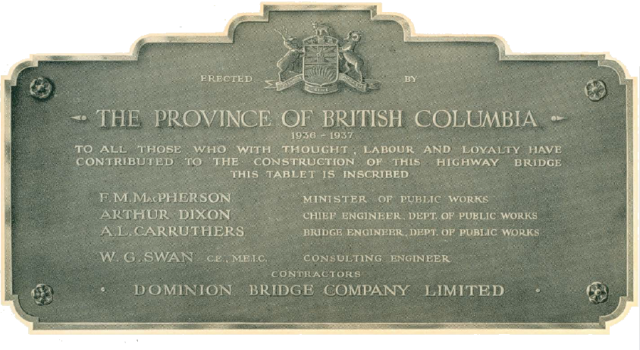 ERECTED BY
THE PROVINCE OF BRITISH COLUMBIA
1936 - 1937
TO ALL THOSE WHO WITH THOUGHT, LABOUR AND LOYALTY HAVE
CONTRIBUTED TO THE CONSTRUCTION OF THIS HIGHWAY BRIDGE
THIS TABLET IS INSCRIBED
F. M. MacPHERSON MINISTER OF PUBLIC WORKS
ARTHUR DIXON CHIEF ENGINEER, DEPT. OF PUBLIC WORKS
A. L. CARRUTHERS BRIDGE ENGINEER, DEPT. OF PUBLIC WORKS
W. G. SWAN C.E., M.E.I.C. CONSULTING ENGINEER
CONTRACTORS
DOMINION BRIDGE COMPANY LIMITED